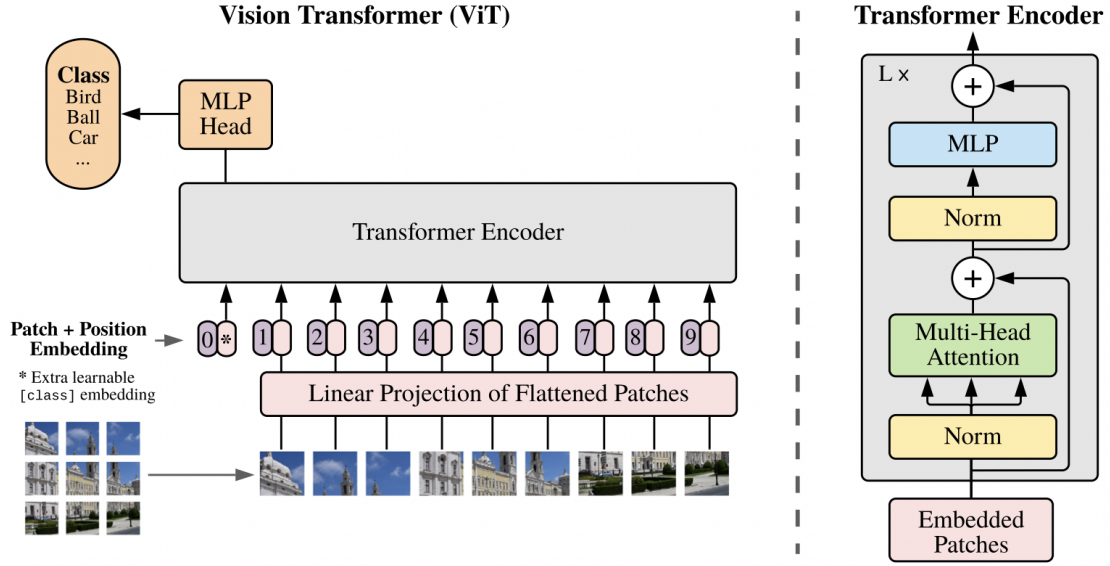 Vision Transformer (ViT)
Class
Bird
Ball
Car
...
MLP
Head
Transformer Encoder
Patch + Position
Embedding
* Extra learnable
[class] embedding
0 * 1 2 3 4 5 6 7 8 9
Linear Projection of Flattened Patches
Transformer Encoder
L ×
+
MLP
Norm
+
Multi-Head
Attention
Norm
Embedded
Patches